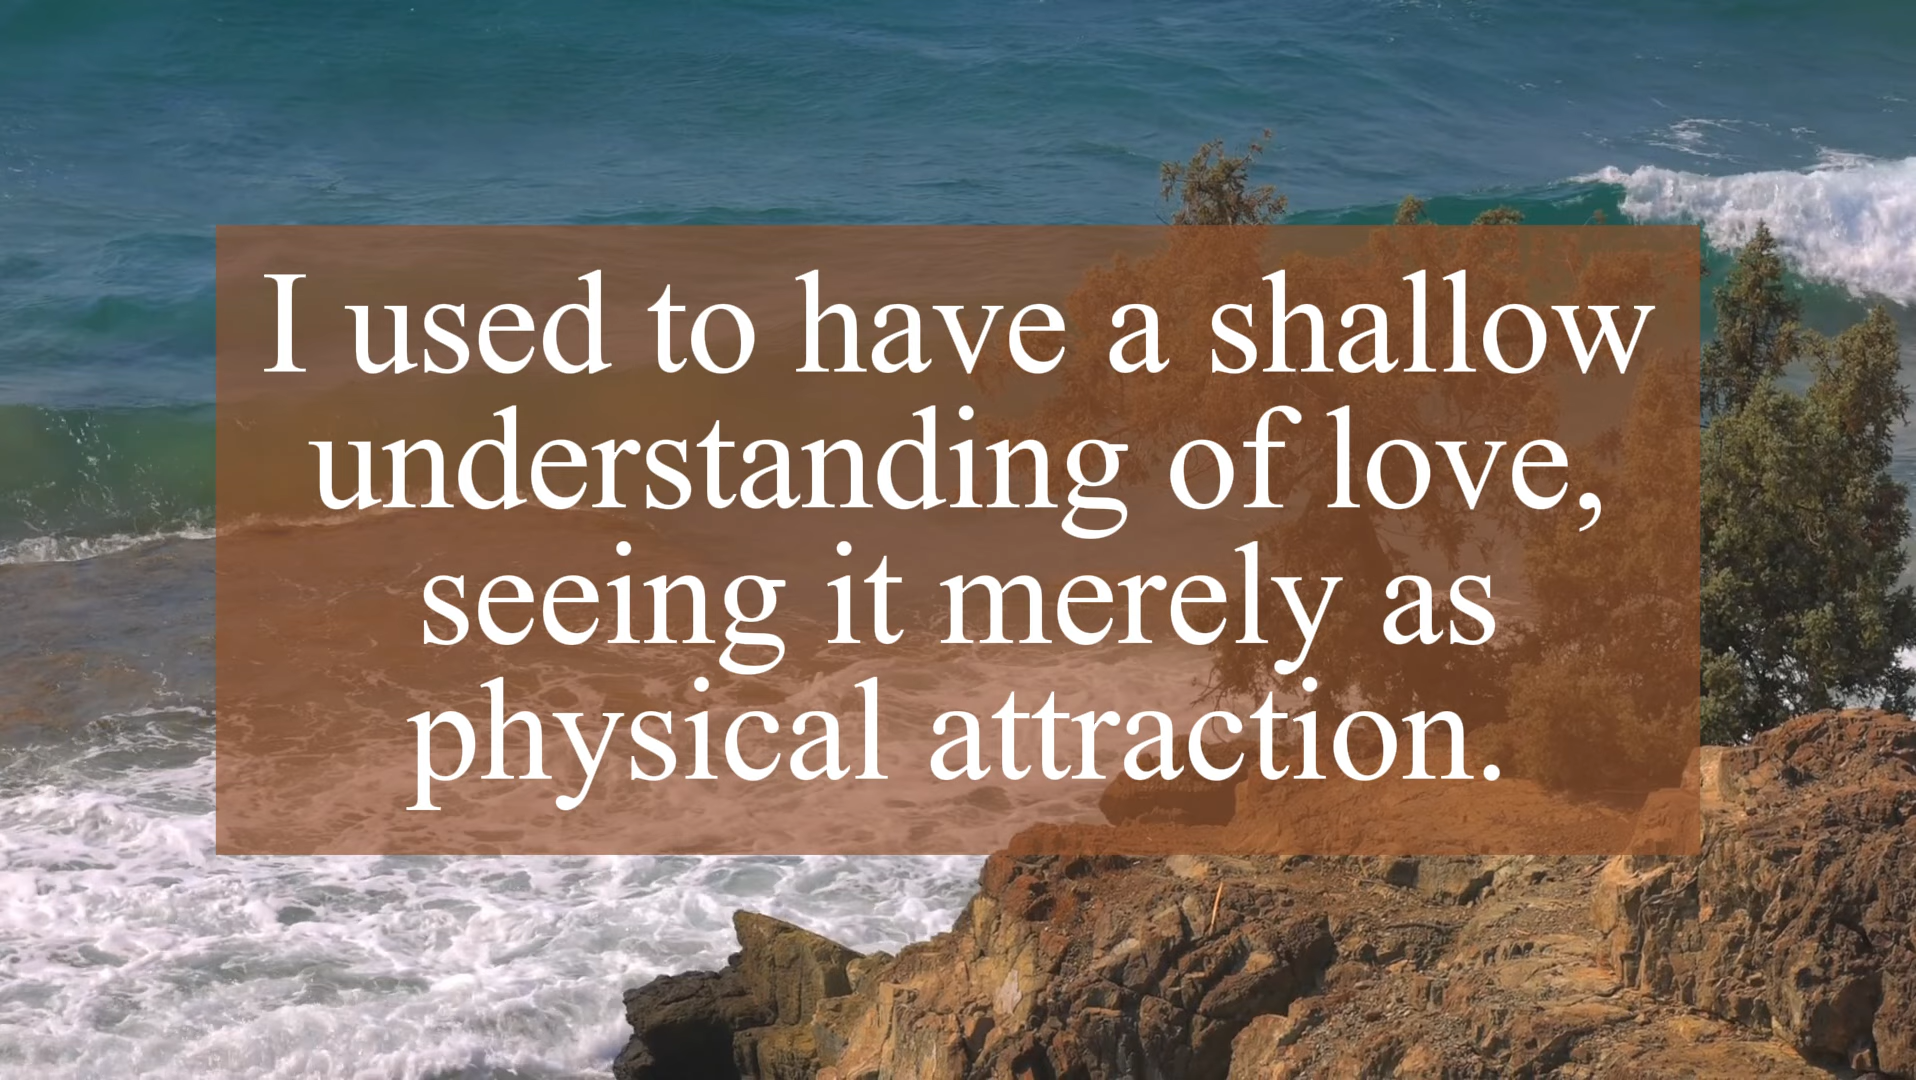 I used to have a shallow
understanding of love,
seeing it merely as
physical attraction.